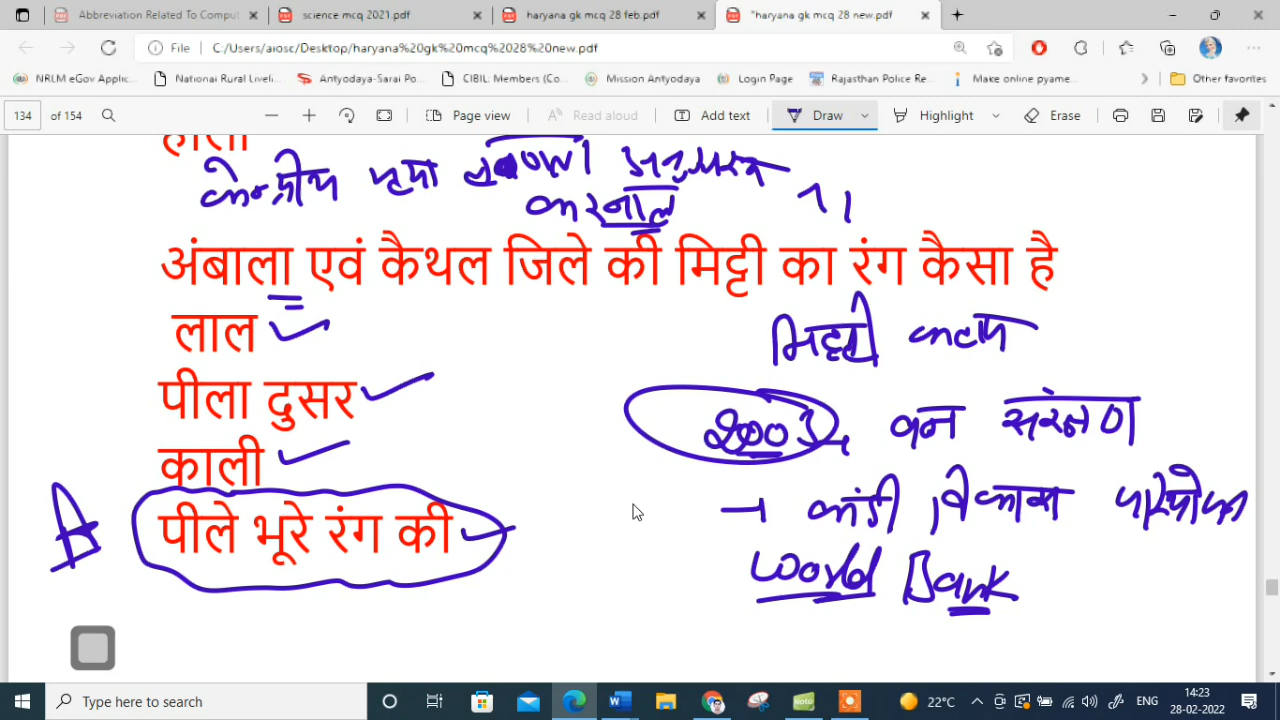 Abbreviation Related To Comput
science mcq 2021.pdf
haryana gk mcq 28 feb.pdf
*haryana gk mcq 28 new.pdf
File C:/Users/aiosc/Desktop/haryana%20gk%20mcq%2028%20new.pdf
NRLM eGov Applic...
National Rural Liveli...
Antyodaya-Sarai Po...
CIBIL: Members (Co...
Mission Antyodaya
Login Page
Rajasthan Police Re...
Make online pyame...
Other favorites
134 of 154
Page view
Read aloud
Add text
Draw
Highlight
Erase
केन्द्रीय मृदा
करनाल
अंबाला एवं कैथल जिले की मिट्टी का रंग कैसा है
लाल
मिट्टी कटाव
पीला दुसर
2003 वन संरक्षण
काली
कांडी विकास परियोजना
पीले भूरे रंग की
World Bank
Type here to search
22°C
ENG
14:23
28-02-2022